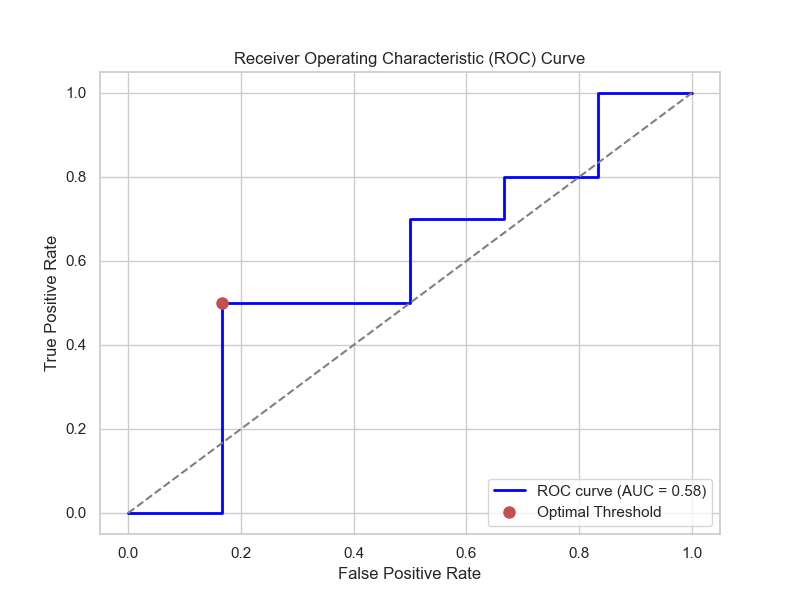 Receiver Operating Characteristic (ROC) Curve
1.0
0.8
0.6
0.4
0.2
0.0
True Positive Rate
0.0 0.2 0.4 0.6 0.8 1.0
False Positive Rate
ROC curve (AUC = 0.58)
Optimal Threshold